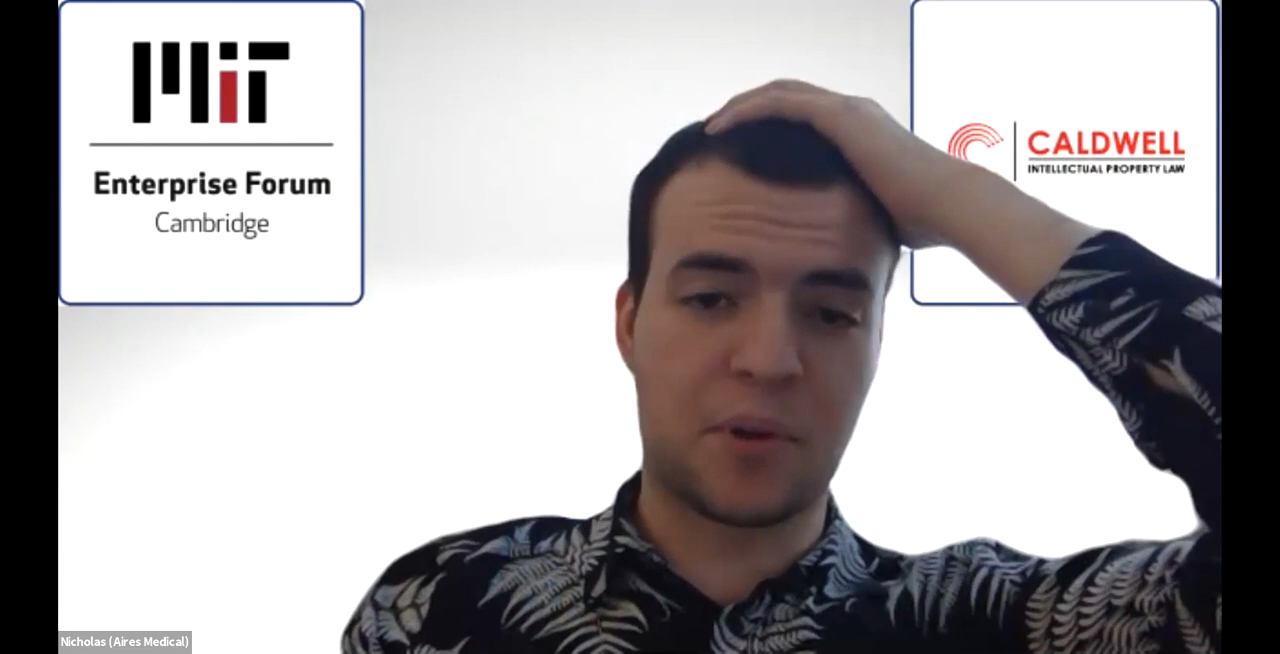 MIT
Enterprise Forum
Cambridge
CALDWELL
INTELLECTUAL PROPERTY LAW
Nicholas (Aires Medical)